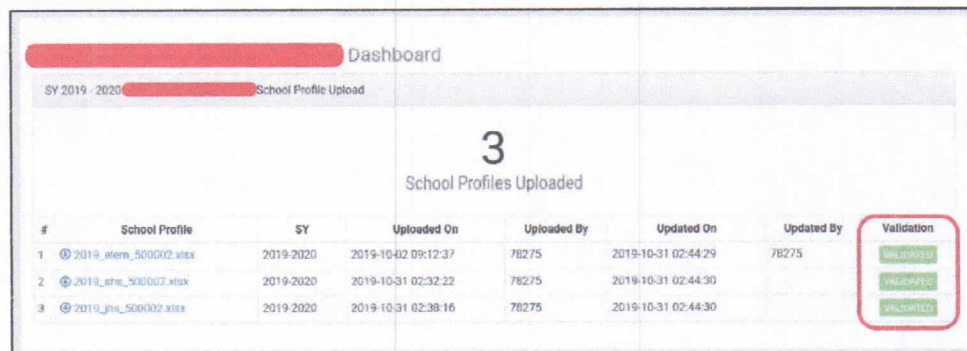 Dashboard
SY 2019 - 2020 School Profile Upload
3
School Profiles Uploaded
# School Profile SY Uploaded On Uploaded By Updated On Updated By Validation
1 2019_elem_500002.xlsx 2019-2020 2019-10-02 09:12:37 78275 2019-10-31 02:44:29 78275 VALIDATED
2 2019_shs_500002.xlsx 2019-2020 2019-10-31 02:32:22 78275 2019-10-31 02:44:30 VALIDATED
3 2019_jhs_500002.xlsx 2019-2020 2019-10-31 02:38:16 78275 2019-10-31 02:44:30 VALIDATED